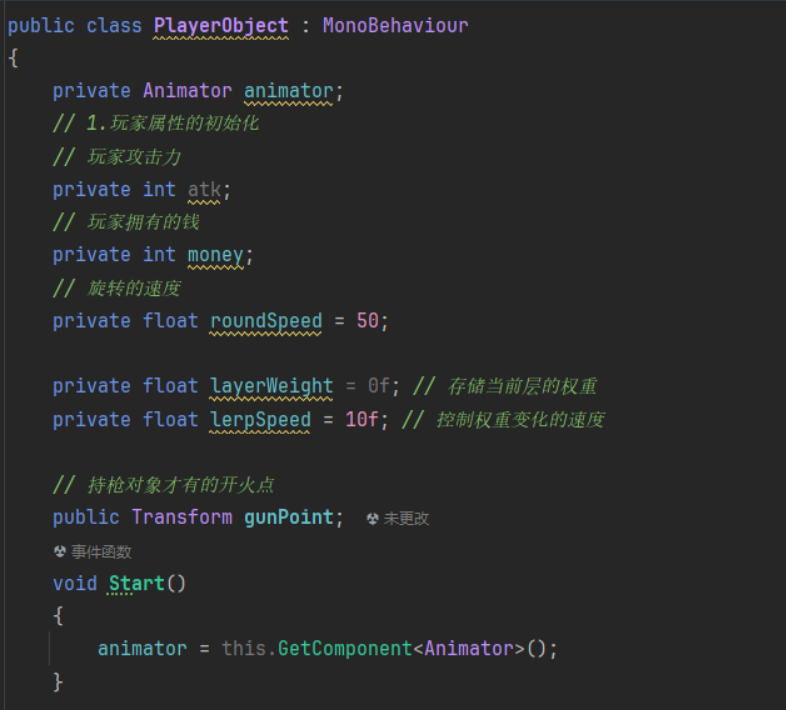 public class PlayerObject : MonoBehaviour
{
private Animator animator;
// 1.玩家属性的初始化
// 玩家攻击力
private int atk;
// 玩家拥有的钱
private int money;
// 旋转的速度
private float roundSpeed = 50;
private float layerWeight = 0f; // 存储当前层的权重
private float lerpSpeed = 10f; // 控制权重变化的速度
// 持枪对象才有的开火点
public Transform gunPoint; 未更改
事件函数
void Start()
{
animator = this.GetComponent<Animator>();
}